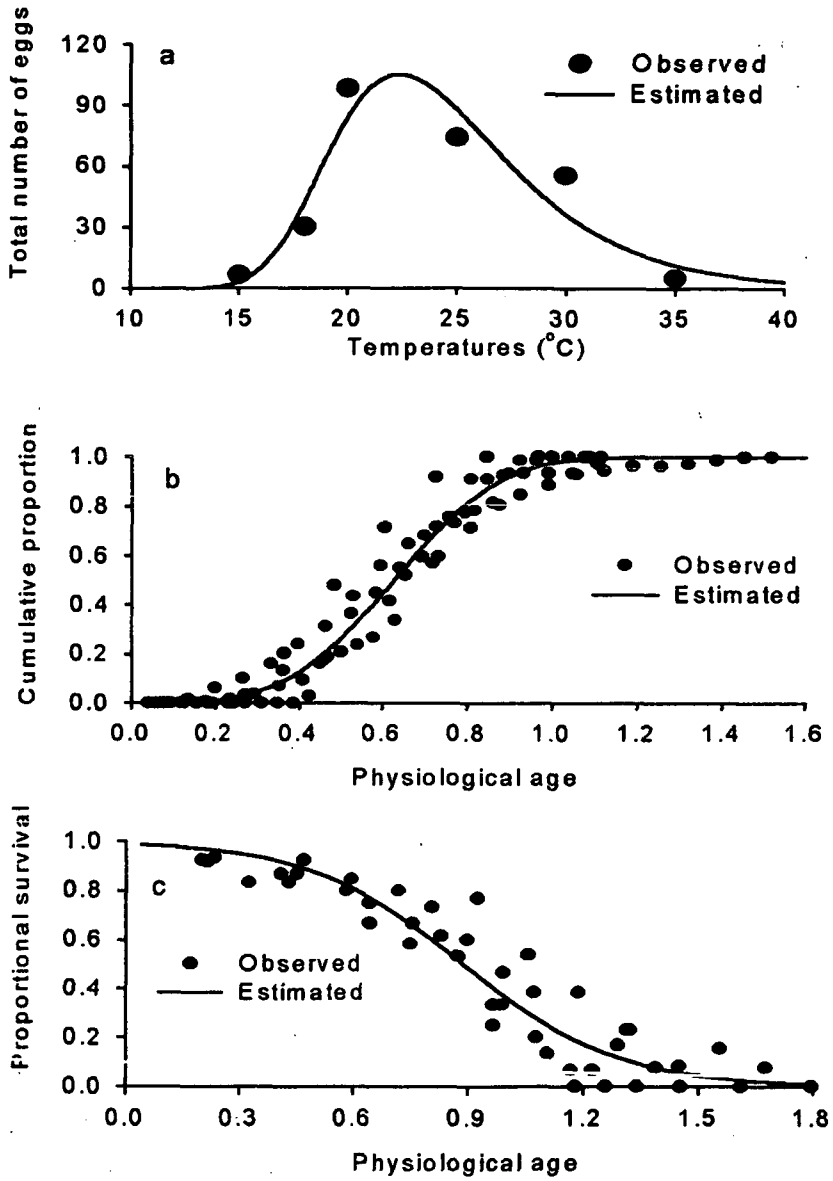 a
Total number of eggs
120
90
60
30
0
Observed
Estimated
10 15 20 25 30 35 40
Temperatures (°C)
b
Cumulative proportion
1.0
0.8
0.6
0.4
0.2
0.0
Observed
Estimated
0.0 0.2 0.4 0.6 0.8 1.0 1.2 1.4 1.6
Physiological age
c
Proportional survival
1.0
0.8
0.6
0.4
0.2
0.0
Observed
Estimated
0.0 0.3 0.6 0.9 1.2 1.5 1.8
Physiological age